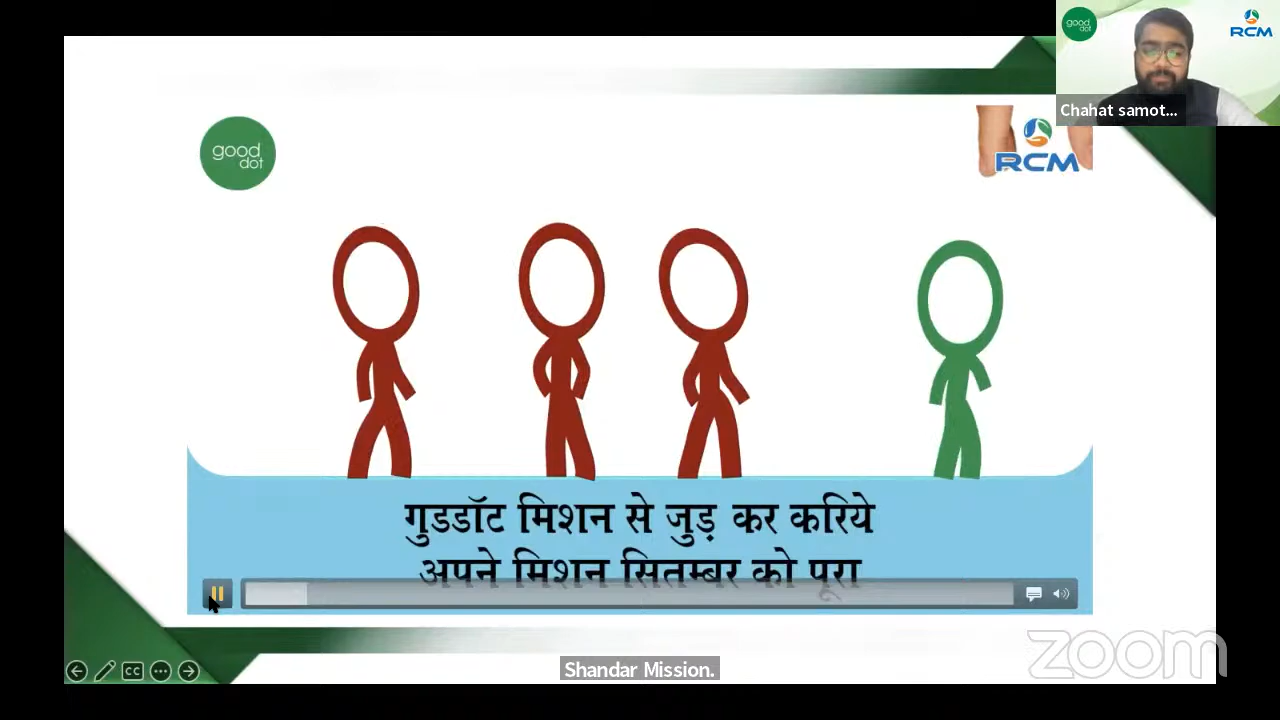 good
dot
RCM
good
dot
RCM
Chahat samot...
गुडडॉट मिशन से जुड़ कर करिये
अपने मिशन सितम्बर को पूरा
CC
zoom
Shandar Mission.